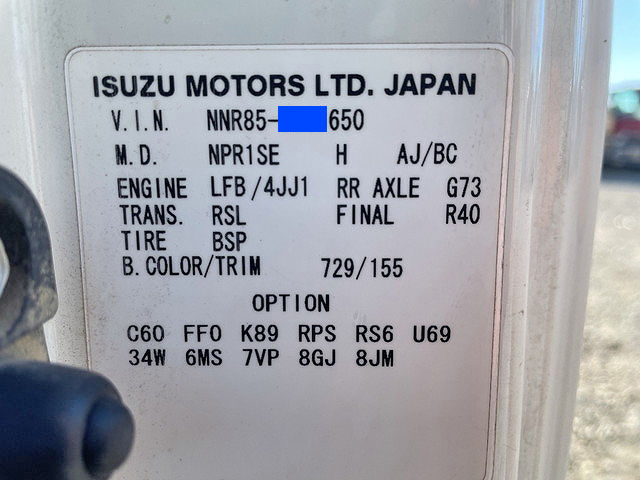 ISUZU MOTORS LTD. JAPAN
V.I.N. NNR85- 650
M.D. NPR1SE H AJ/BC
ENGINE LFB/4JJ1 RR AXLE G73
TRANS. RSL FINAL R40
TIRE BSP
B.COLOR/TRIM 729/155
OPTION
C60 FF0 K89 RPS RS6 U69
34W 6MS 7VP 8GJ 8JM